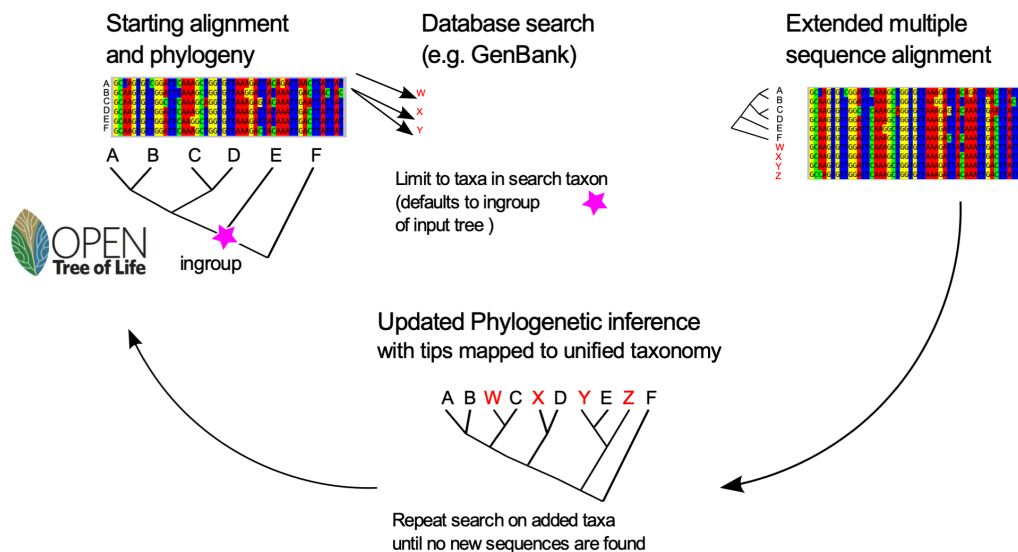 Starting alignment
and phylogeny
A
B
C
D
E
F
A B C D E F
ingroup
OPEN
Tree of Life
Database search
(e.g. GenBank)
W
X
Y
Limit to taxa in search taxon
(defaults to ingroup
of input tree )
Extended multiple
sequence alignment
A
B
C
D
E
F
W
X
Y
Z
Updated Phylogenetic inference
with tips mapped to unified taxonomy
A B W C X D Y E Z F
Repeat search on added taxa
until no new sequences are found